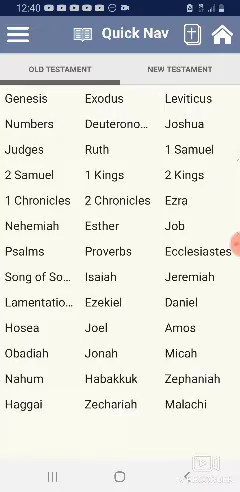 12:40
Quick Nav
OLD TESTAMENT NEW TESTAMENT
Genesis Exodus Leviticus
Numbers Deuterono... Joshua
Judges Ruth 1 Samuel
2 Samuel 1 Kings 2 Kings
1 Chronicles 2 Chronicles Ezra
Nehemiah Esther Job
Psalms Proverbs Ecclesiastes
Song of So... Isaiah Jeremiah
Lamentatio... Ezekiel Daniel
Hosea Joel Amos
Obadiah Jonah Micah
Nahum Habakkuk Zephaniah
Haggai Zechariah Malachi